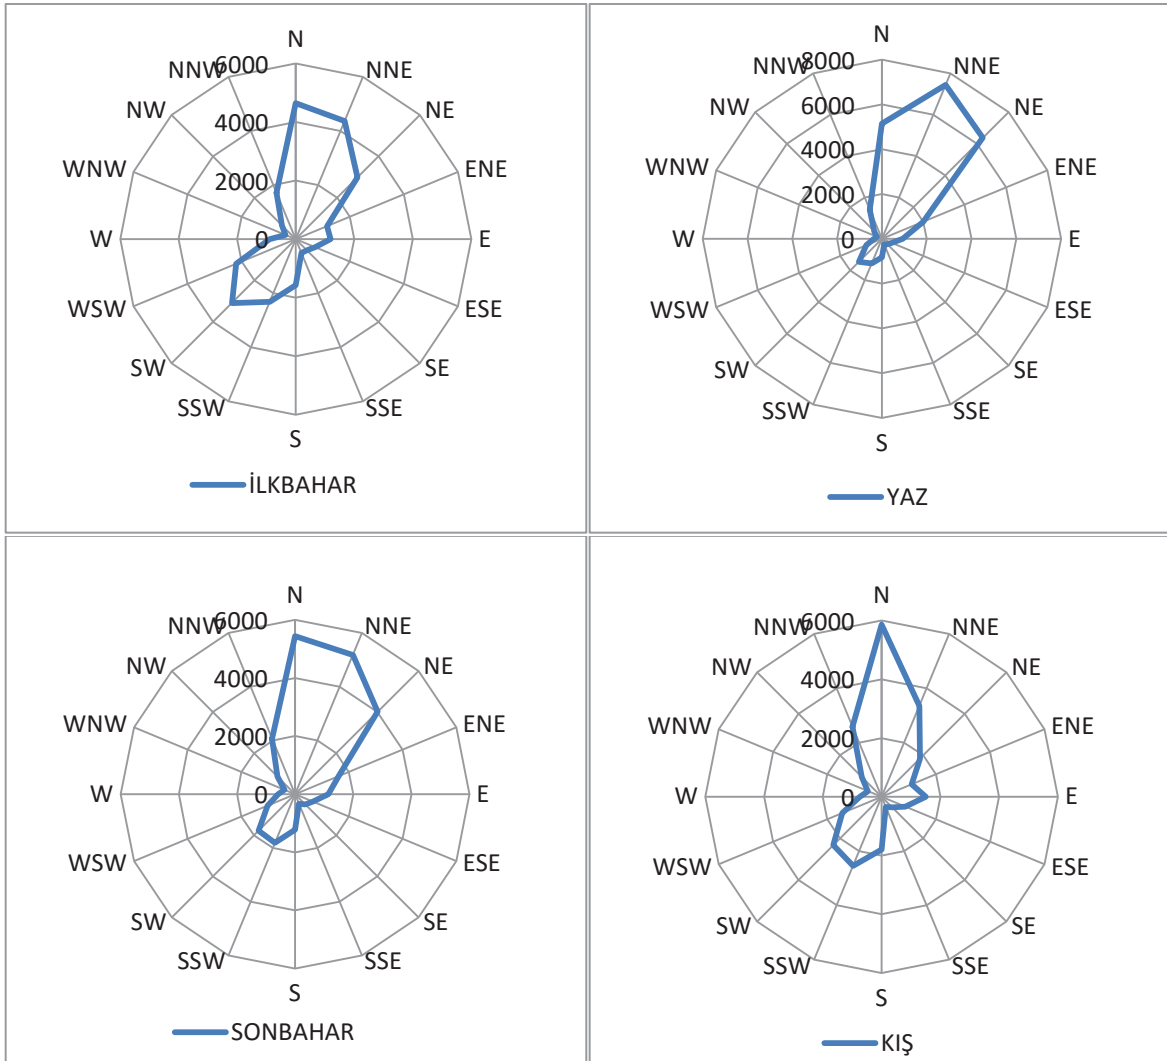 N
NNE
NE
ENE
E
ESE
SE
SSE
S
SSW
SW
WSW
W
WNW
NW
NNW
6000
4000
2000
0
İLKBAHAR
N
NNE
NE
ENE
E
ESE
SE
SSE
S
SSW
SW
WSW
W
WNW
NW
NNW
8000
6000
4000
2000
0
YAZ
N
NNE
NE
ENE
E
ESE
SE
SSE
S
SSW
SW
WSW
W
WNW
NW
NNW
6000
4000
2000
0
SONBAHAR
N
NNE
NE
ENE
E
ESE
SE
SSE
S
SSW
SW
WSW
W
WNW
NW
NNW
6000
4000
2000
0
KIŞ